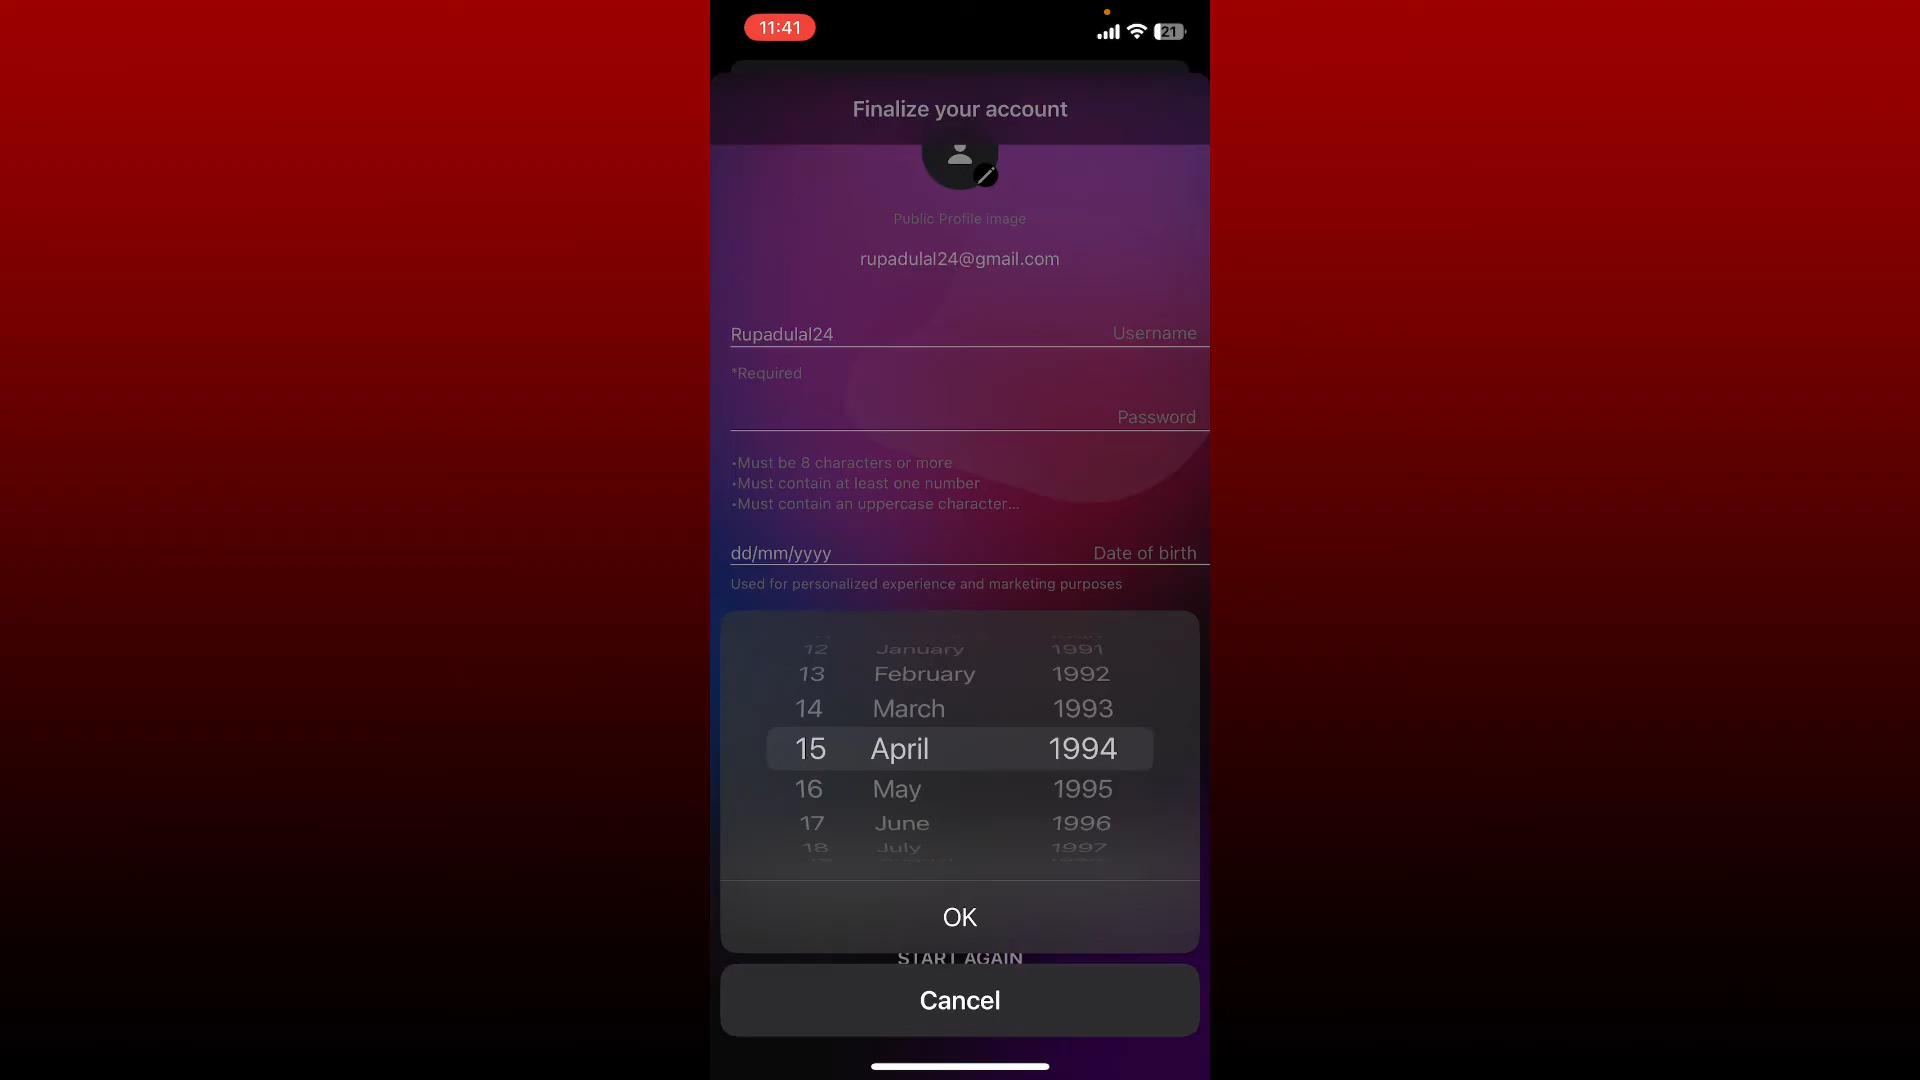 11:41
21
Finalize your account
Public Profile image
rupadulal24@gmail.com
Rupadulal24 Username
*Required
Password
•Must be 8 characters or more
•Must contain at least one number
•Must contain an uppercase character...
dd/mm/yyyy Date of birth
Used for personalized experience and marketing purposes
12 January 1991
13 February 1992
14 March 1993
15 April 1994
16 May 1995
17 June 1996
18 July 1997
OK
START AGAIN
Cancel